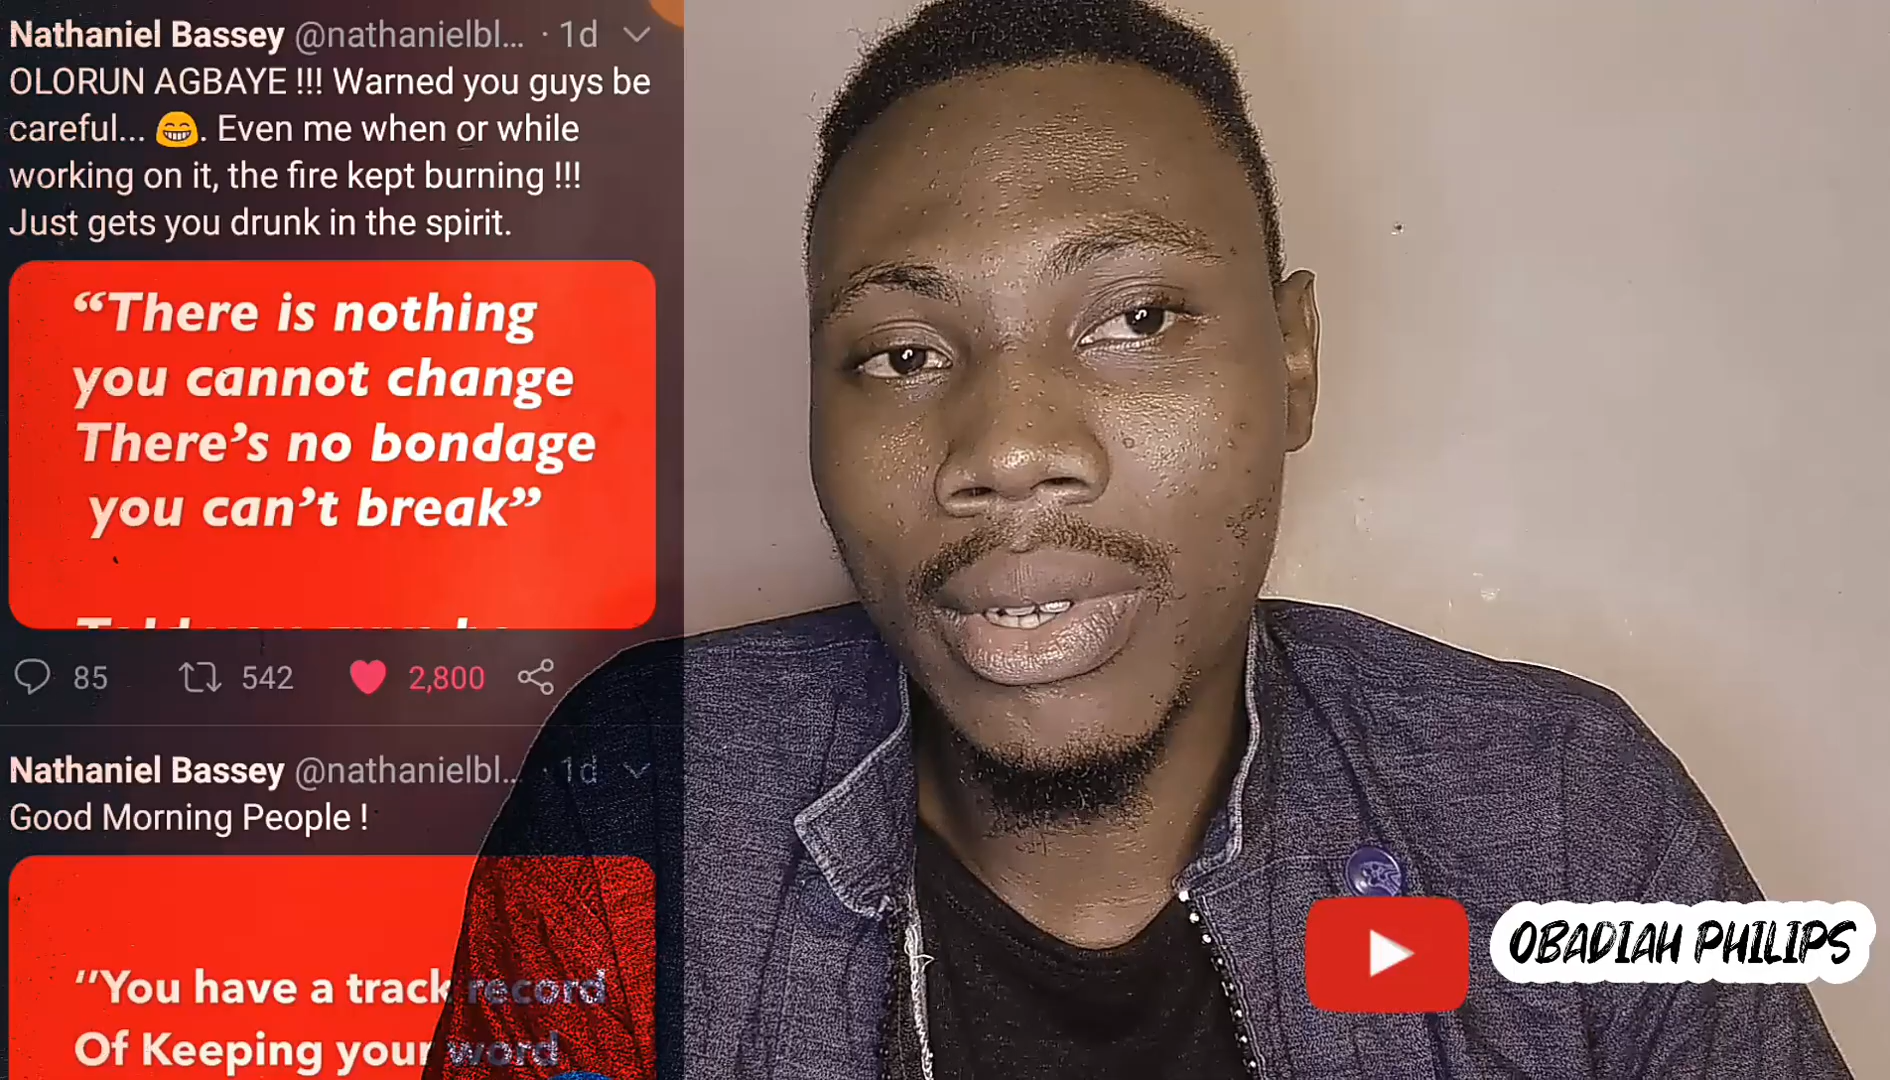 Nathaniel Bassey @nathanielbl... · 1d
OLORUN AGBAYE !!! Warned you guys be
careful... 😁. Even me when or while
working on it, the fire kept burning !!!
Just gets you drunk in the spirit.
“There is nothing
you cannot change
There’s no bondage
you can’t break”
85 542 2,800
Nathaniel Bassey @nathanielbl... · 1d
Good Morning People !
‘’You have a track record
Of Keeping your word
OBADIAH PHILIPS